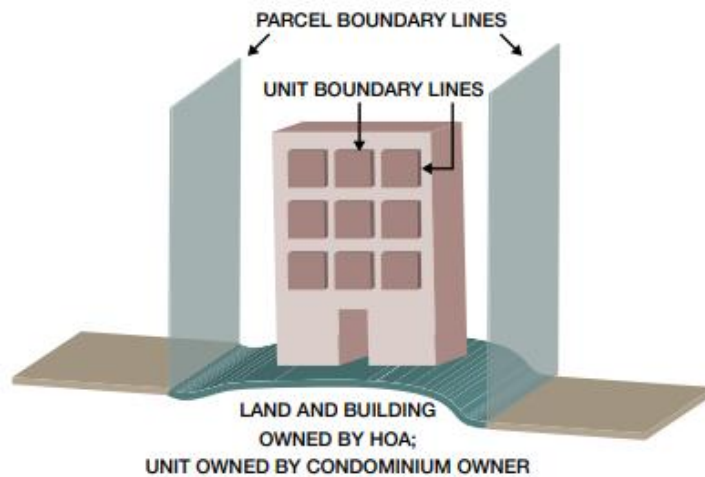 PARCEL BOUNDARY LINES
UNIT BOUNDARY LINES
LAND AND BUILDING
OWNED BY HOA;
UNIT OWNED BY CONDOMINIUM OWNER